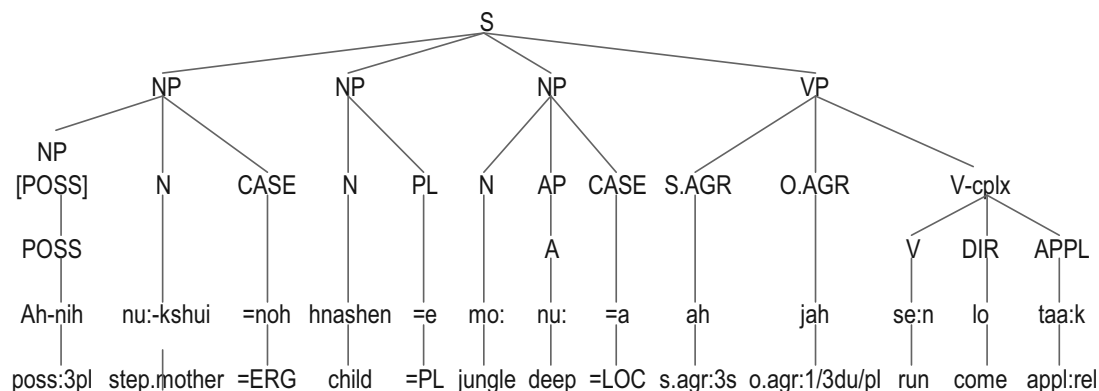 S
NP NP NP VP
NP
[POSS] N CASE N PL N AP CASE S.AGR O.AGR V-cplx
POSS A V DIR APPL
Ah-nih nu:-kshui =noh hnashen =e mo: nu: =a ah jah se:n lo taa:k
poss:3pl step.mother =ERG child =PL jungle deep =LOC s.agr:3s o.agr:1/3du/pl run come appl:rel